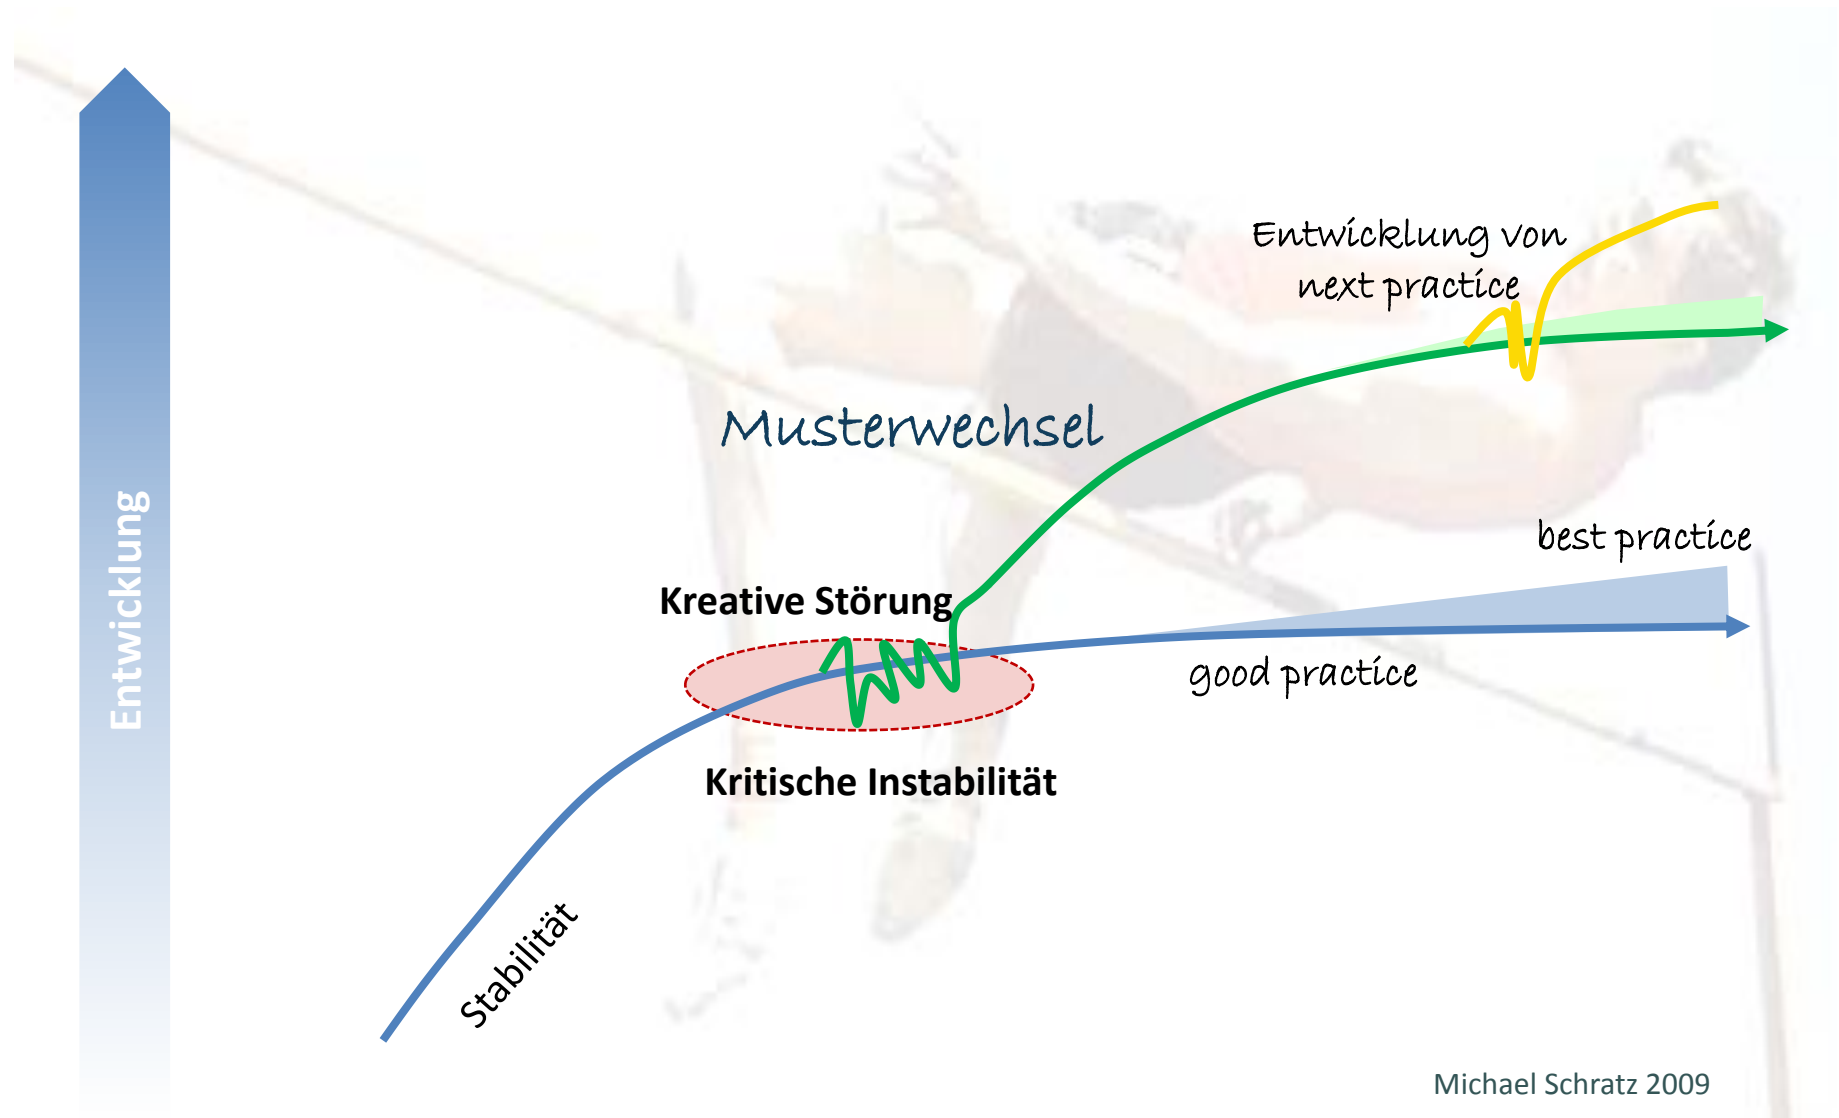 Entwicklung
Entwicklung von
next practice
Musterwechsel
best practice
Kreative Störung
good practice
Kritische Instabilität
Stabilität
Michael Schratz 2009